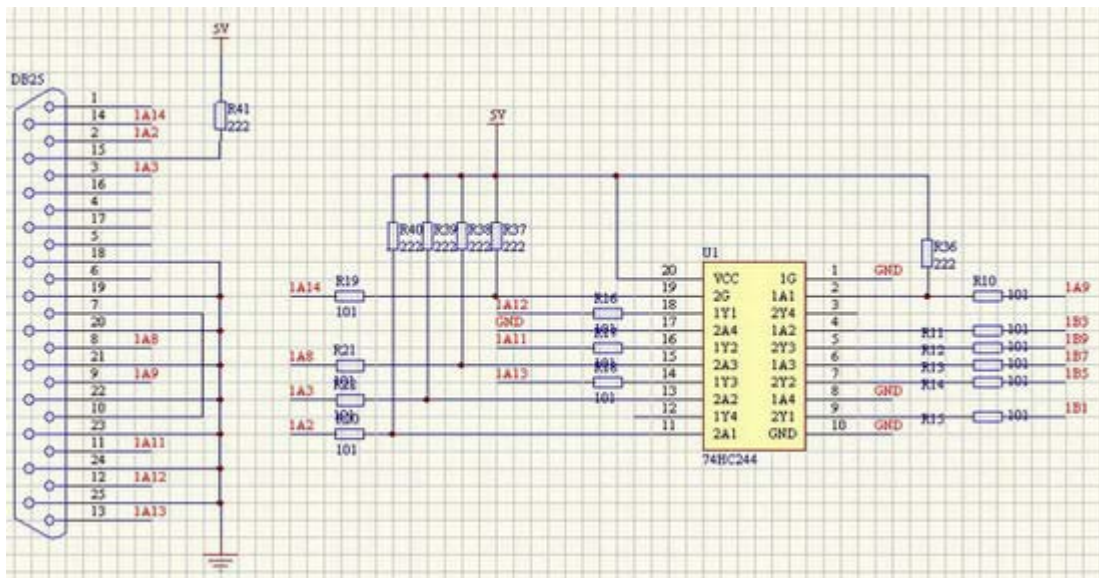 5V
DB25
1
14 1A14
2 1A2
15
3 1A3
16
4
17
5
18
6
19
7
20
8 1A8
21
9 1A9
22
10
23
11 1A11
24
12 1A12
25
13 1A13
R41
222
5V
R40 R39 R38 R37
222 222 222 222
R36
222
U1
1A14 R19
101
1A8 R21
1A3
1A2 R20
101
1A12 R16
GND
1A11
1A13
101
20 VCC 1G 1 GND
19 2G 1A1 2
18 1Y1 2Y4 3
17 2A4 1A2 4
16 1Y2 2Y3 5
15 2A3 1A3 6
14 1Y3 2Y2 7
13 2A2 1A4 8 GND
12 1Y4 2Y1 9
11 2A1 GND 10 GND
74HC244
R10 101 1A9
R11 101 1B3
R12 101 1B9
R13 101 1B7
R14 101 1B5
R15 101 1B1